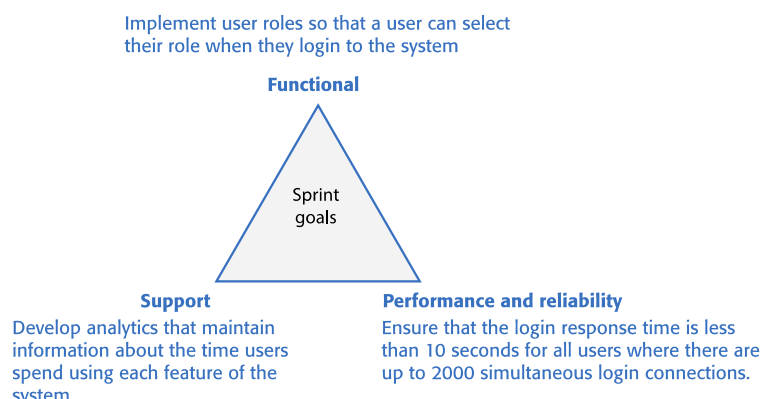 Implement user roles so that a user can select
their role when they login to the system
Functional
Sprint
goals
Support
Develop analytics that maintain
information about the time users
spend using each feature of the
system
Performance and reliability
Ensure that the login response time is less
than 10 seconds for all users where there are
up to 2000 simultaneous login connections.